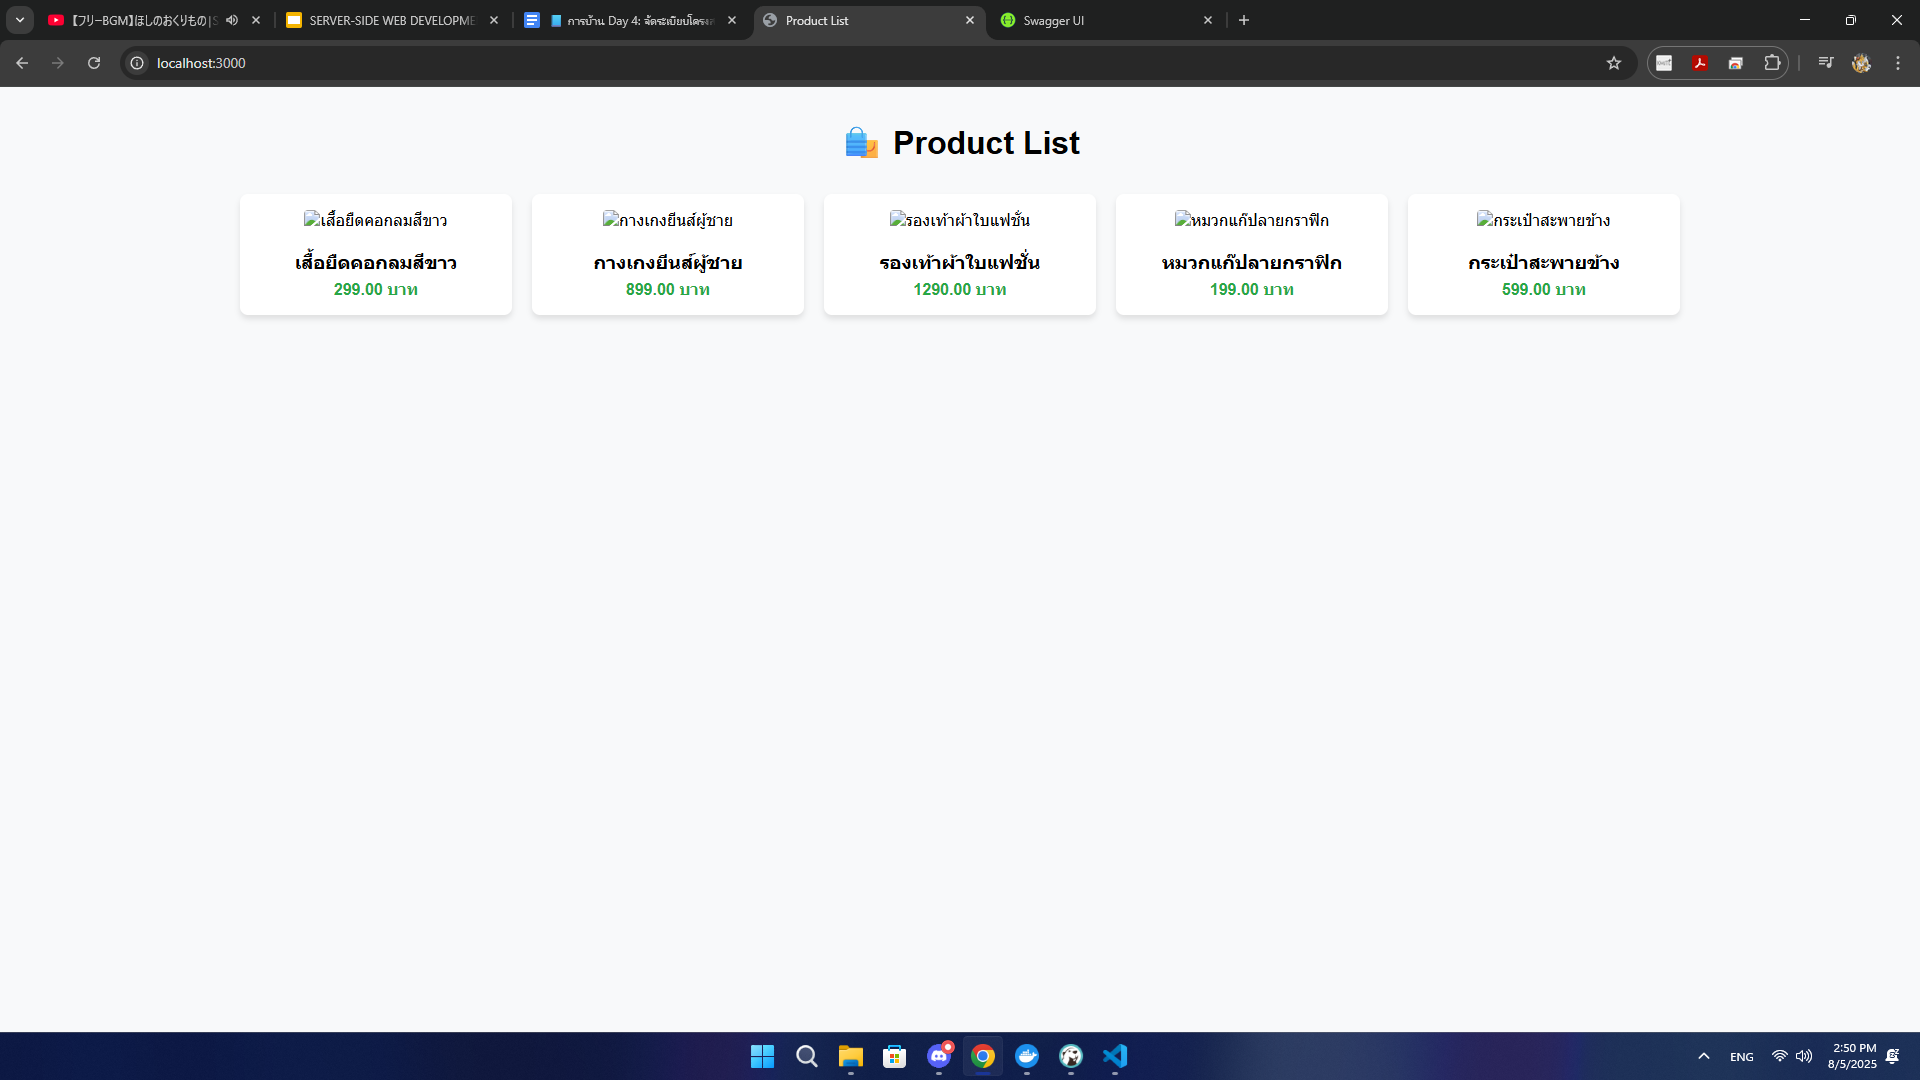 【フリーBGM】ほしのおくりもの | S
SERVER-SIDE WEB DEVELOPME
การบ้าน Day 4: จัดระเบียบโครงส
Product List
Swagger UI
localhost:3000
Product List
เสื้อยืดคอกลมสีขาว
กางเกงยีนส์ผู้ชาย
รองเท้าผ้าใบแฟชั่น
หมวกแก๊ปลายกราฟิก
กระเป๋าสะพายข้าง
เสื้อยืดคอกลมสีขาว
กางเกงยีนส์ผู้ชาย
รองเท้าผ้าใบแฟชั่น
หมวกแก๊ปลายกราฟิก
กระเป๋าสะพายข้าง
299.00 บาท
899.00 บาท
1290.00 บาท
199.00 บาท
599.00 บาท
ENG
2:50 PM
8/5/2025